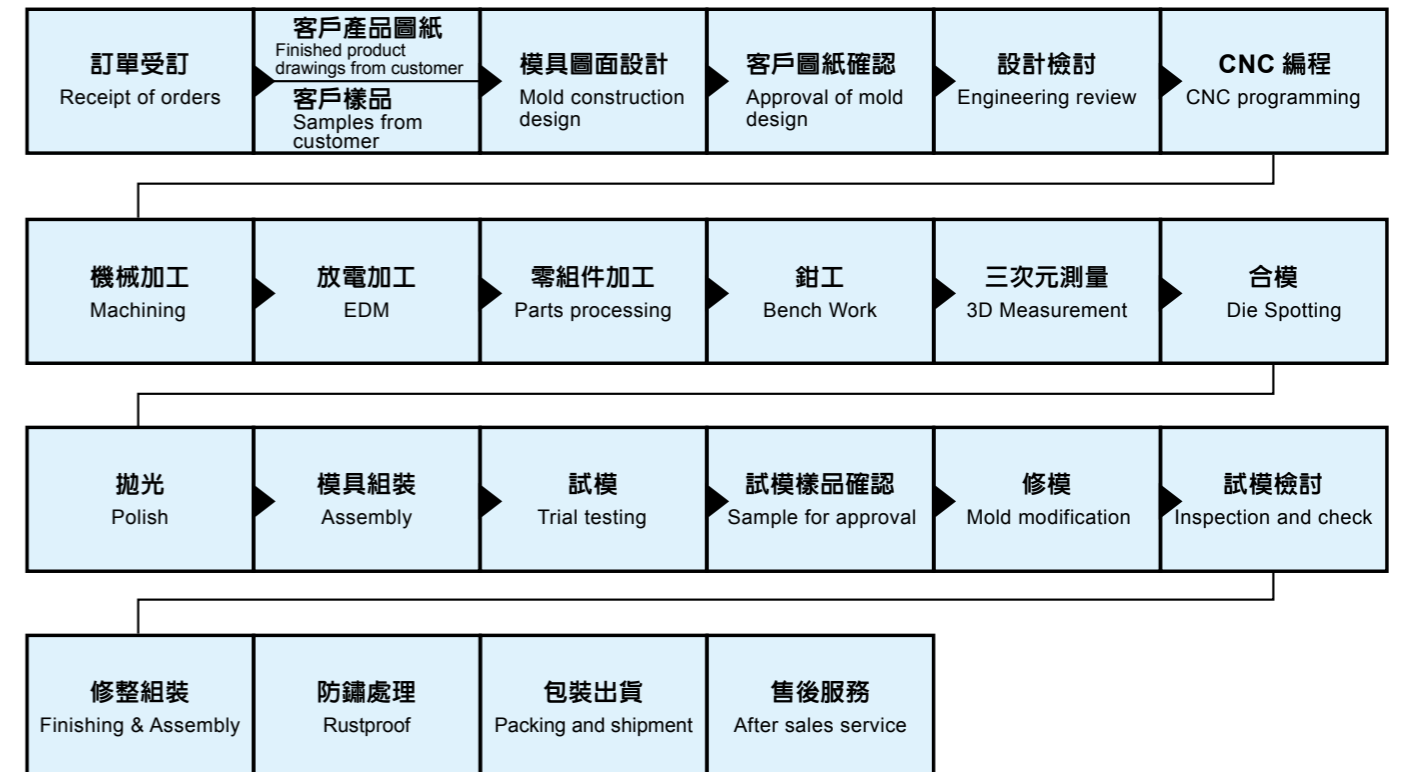 訂單受訂
Receipt of orders
客戶產品圖紙
Finished product
drawings from customer
客戶樣品
Samples from
customer
模具圖面設計
Mold construction
design
客戶圖紙確認
Approval of mold
design
設計檢討
Engineering review
CNC 編程
CNC programming
機械加工
Machining
放電加工
EDM
零組件加工
Parts processing
鉗工
Bench Work
三次元測量
3D Measurement
合模
Die Spotting
拋光
Polish
模具組裝
Assembly
試模
Trial testing
試模樣品確認
Sample for approval
修模
Mold modification
試模檢討
Inspection and check
修整組裝
Finishing & Assembly
防鏽處理
Rustproof
包裝出貨
Packing and shipment
售後服務
After sales service